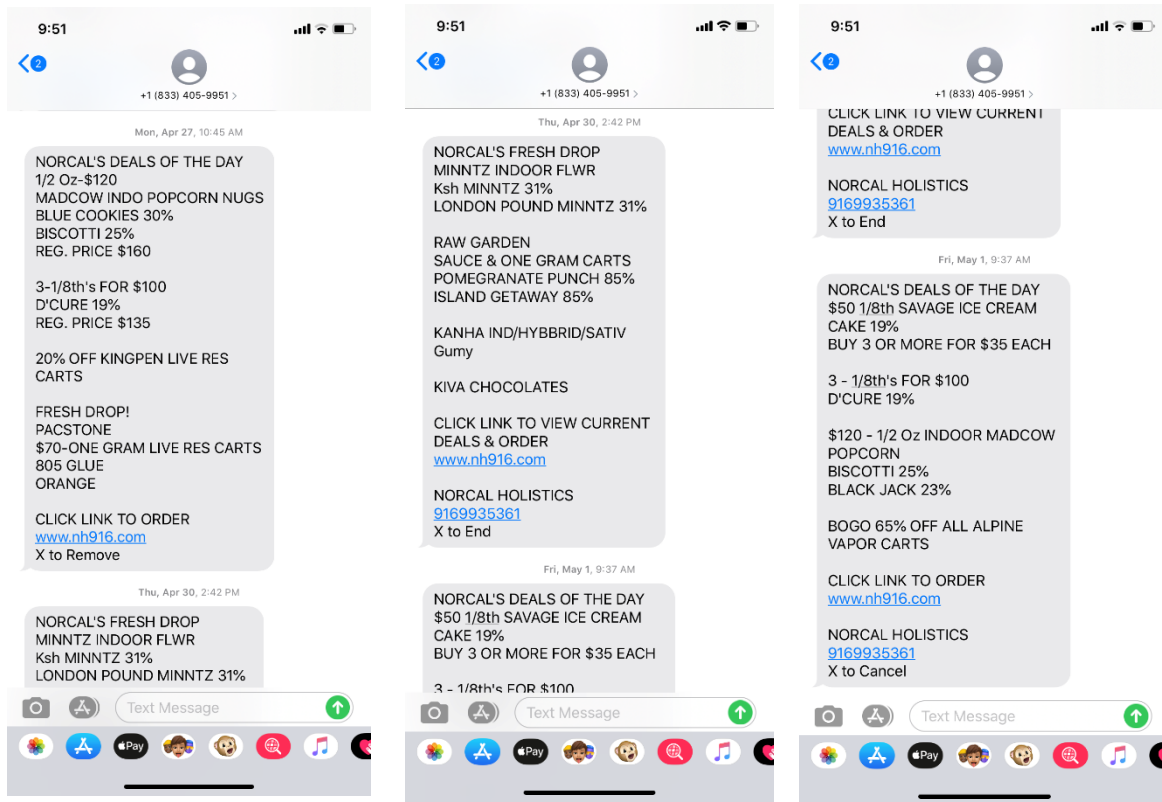 9:51
2
+1 (833) 405-9951 >
Mon, Apr 27, 10:45 AM
NORCAL'S DEALS OF THE DAY
1/2 Oz-$120
MADCOW INDO POPCORN NUGS
BLUE COOKIES 30%
BISCOTTI 25%
REG. PRICE $160
3-1/8th's FOR $100
D'CURE 19%
REG. PRICE $135
20% OFF KINGPEN LIVE RES
CARTS
FRESH DROP!
PACSTONE
$70-ONE GRAM LIVE RES CARTS
805 GLUE
ORANGE
CLICK LINK TO ORDER
www.nh916.com
X to Remove
Thu, Apr 30, 2:42 PM
NORCAL'S FRESH DROP
MINNTZ INDOOR FLWR
Ksh MINNTZ 31%
LONDON POUND MINNTZ 31%
Text Message
Pay
9:51
2
+1 (833) 405-9951 >
Thu, Apr 30, 2:42 PM
NORCAL'S FRESH DROP
MINNTZ INDOOR FLWR
Ksh MINNTZ 31%
LONDON POUND MINNTZ 31%
RAW GARDEN
SAUCE & ONE GRAM CARTS
POMEGRANATE PUNCH 85%
ISLAND GETAWAY 85%
KANHA IND/HYBBRID/SATIV
Gumy
KIVA CHOCOLATES
CLICK LINK TO VIEW CURRENT
DEALS & ORDER
www.nh916.com
NORCAL HOLISTICS
9169935361
X to End
Fri, May 1, 9:37 AM
NORCAL'S DEALS OF THE DAY
$50 1/8th SAVAGE ICE CREAM
CAKE 19%
BUY 3 OR MORE FOR $35 EACH
3 - 1/8th's FOR $100
Text Message
Pay
9:51
2
+1 (833) 405-9951 >
CLICK LINK TO VIEW CURRENT
DEALS & ORDER
www.nh916.com
NORCAL HOLISTICS
9169935361
X to End
Fri, May 1, 9:37 AM
NORCAL'S DEALS OF THE DAY
$50 1/8th SAVAGE ICE CREAM
CAKE 19%
BUY 3 OR MORE FOR $35 EACH
3 - 1/8th's FOR $100
D'CURE 19%
$120 - 1/2 Oz INDOOR MADCOW
POPCORN
BISCOTTI 25%
BLACK JACK 23%
BOGO 65% OFF ALL ALPINE
VAPOR CARTS
CLICK LINK TO ORDER
www.nh916.com
NORCAL HOLISTICS
9169935361
X to Cancel
Text Message
Pay